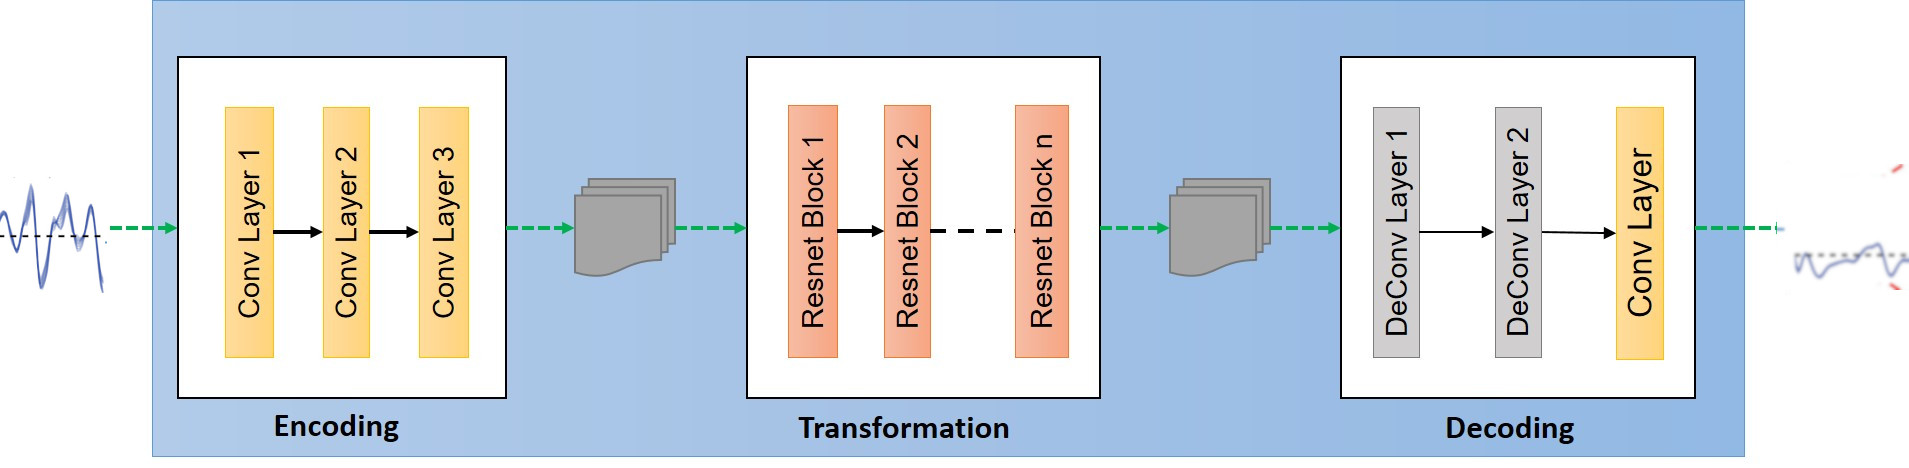 Conv Layer 1
Conv Layer 2
Conv Layer 3
Encoding
Resnet Block 1
Resnet Block 2
Resnet Block n
Transformation
DeConv Layer 1
DeConv Layer 2
Conv Layer
Decoding